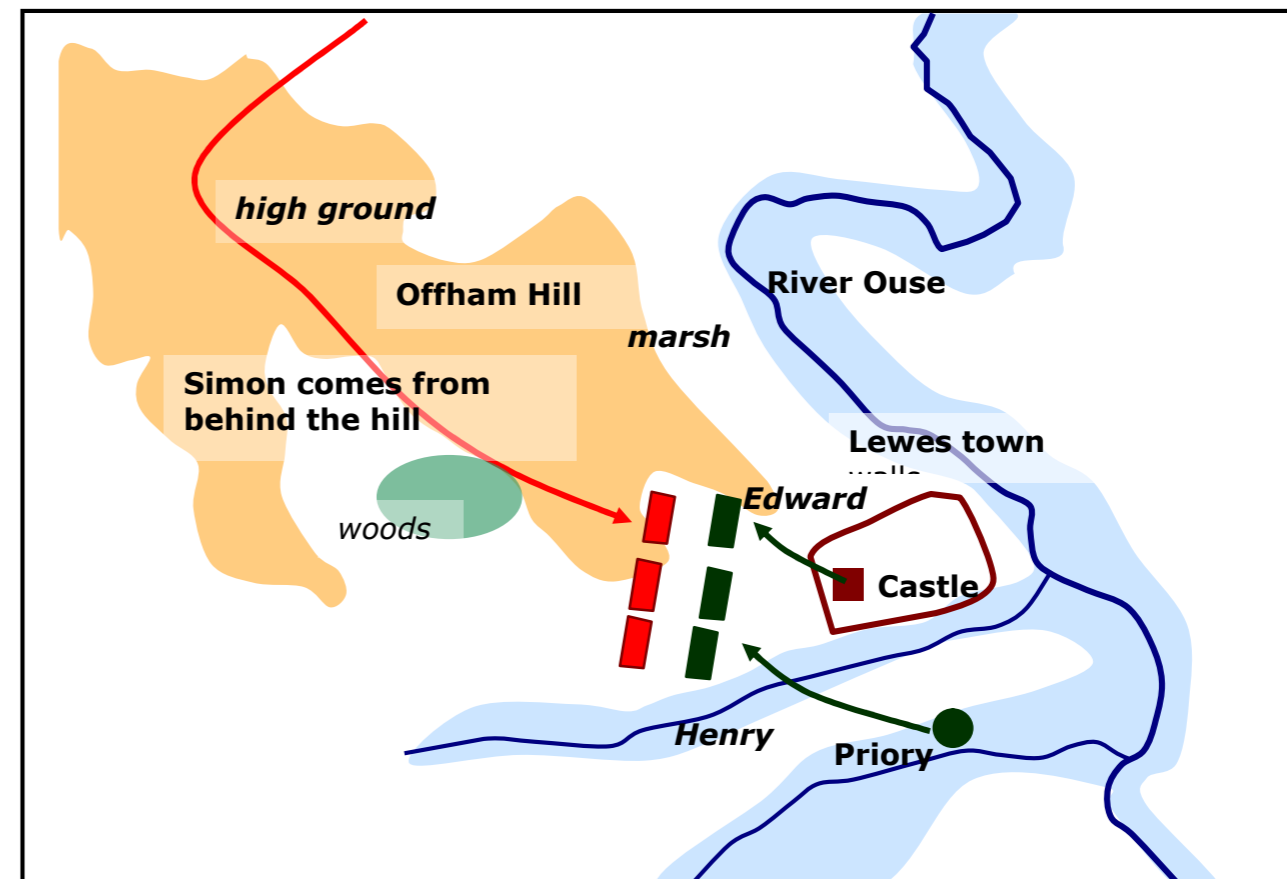 high ground
Offham Hill
River Ouse
marsh
Simon comes from
behind the hill
Lewes town
Edward
woods
Castle
Henry
Priory